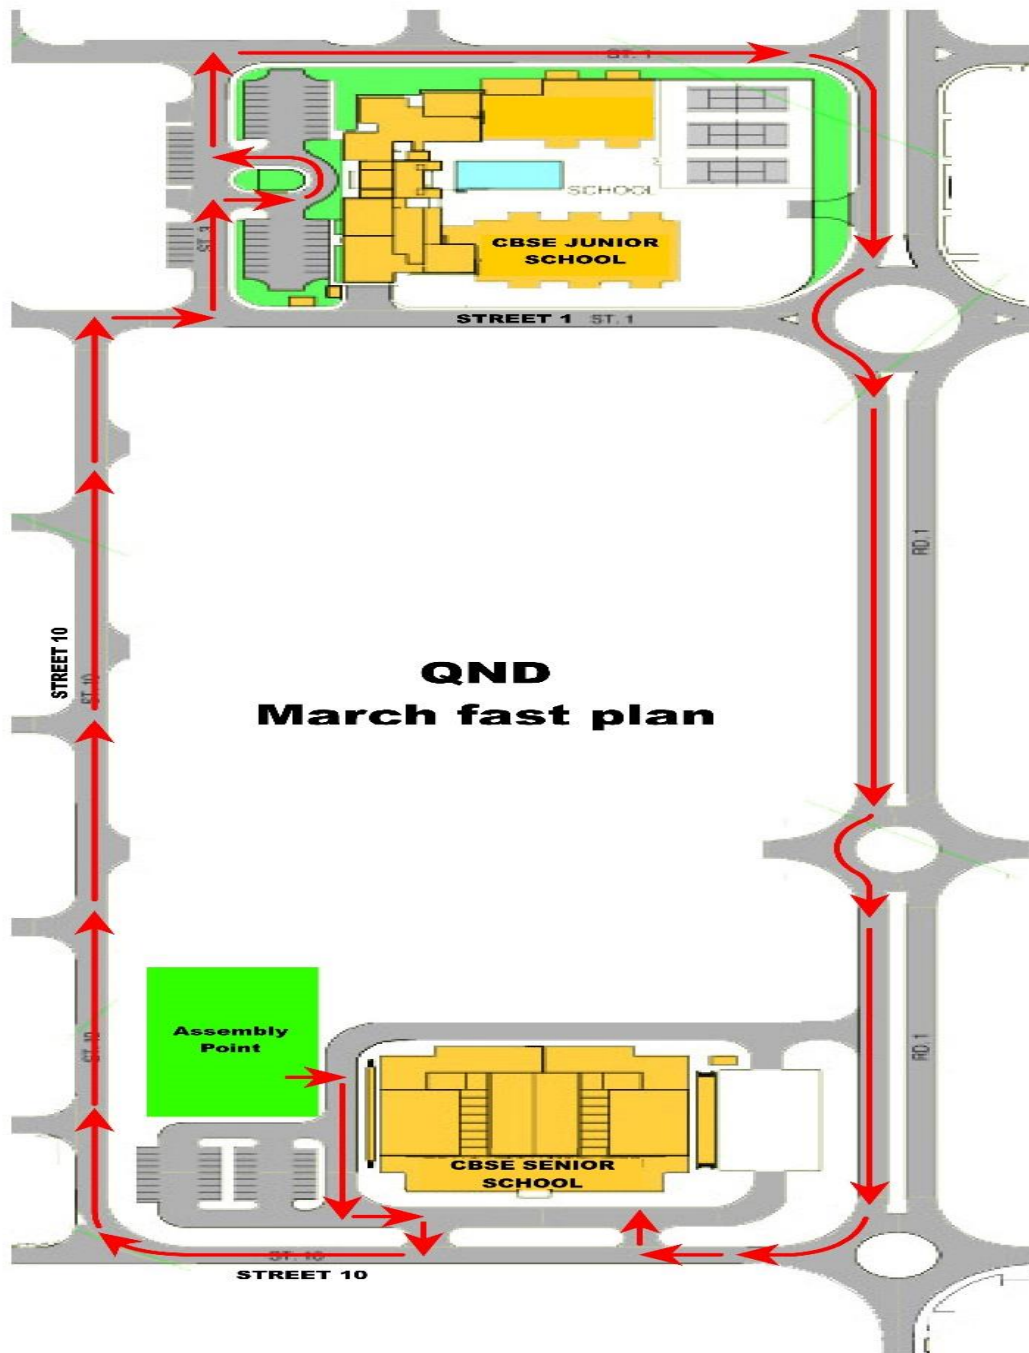 ST. 1
SCHOOL
CBSE JUNIOR
SCHOOL
ST. 3
STREET 1 ST. 1
RD.1
STREET 10
ST. 10
QND
March fast plan
Assembly
Point
ST. 10
RD.1
CBSE SENIOR
SCHOOL
ST. 10
STREET 10